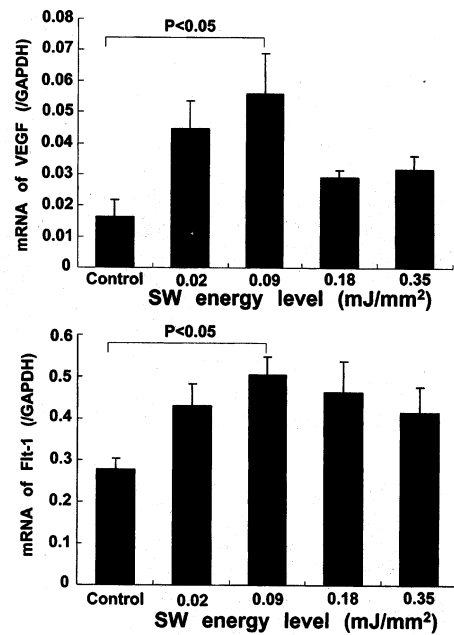 P<0.05
0.08
0.07
0.06
0.05
0.04
0.03
0.02
0.01
0
mRNA of VEGF (/GAPDH)
Control 0.02 0.09 0.18 0.35
SW energy level (mJ/mm²)
P<0.05
0.6
0.5
0.4
0.3
0.2
0.1
0
mRNA of Flt-1 (/GAPDH)
Control 0.02 0.09 0.18 0.35
SW energy level (mJ/mm²)